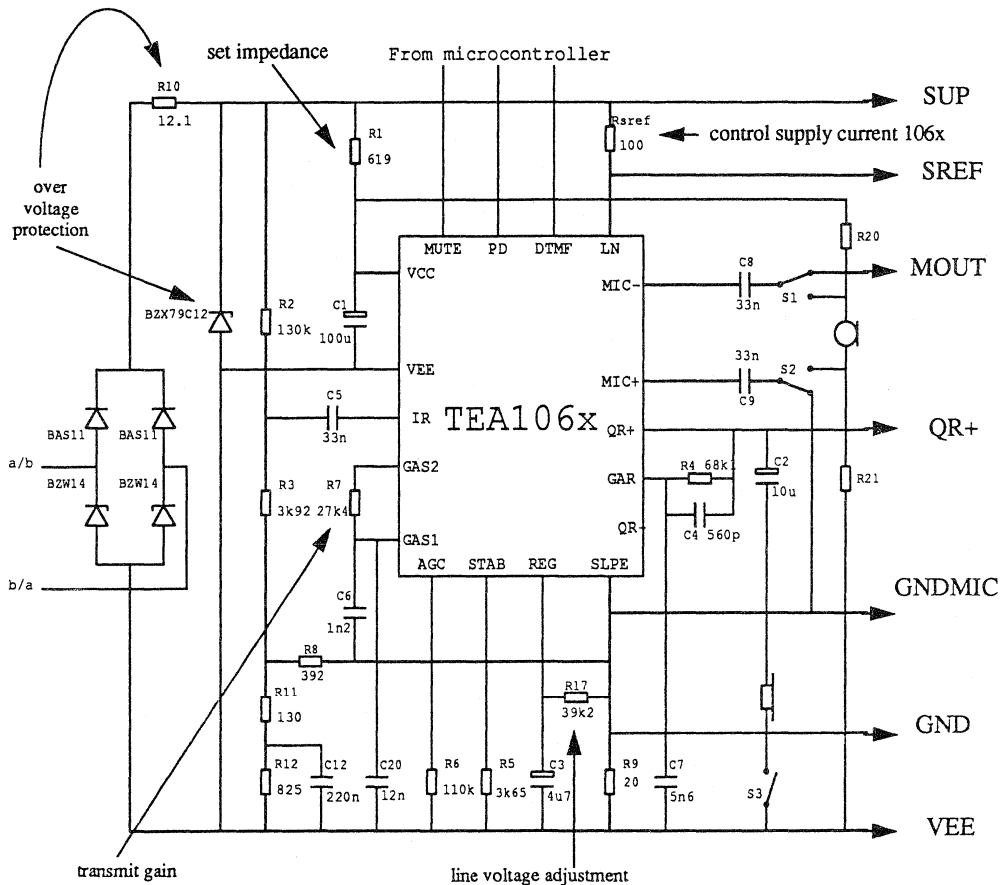 set impedance
From microcontroller
R10
12.1
SUP
R1
619
Rsref
100
control supply current 106x
SREF
over
voltage
protection
MUTE
PD
DTMF
LN
R20
VCC
MIC-
C8
33n
S1
MOUT
BZX79C12
R2
130k
C1
100u
VEE
MIC+
33n
C9
S2
C5
33n
IR
TEA106x
QR+
QR+
BAS11
BAS11
a/b
BZW14
BZW14
GAS2
R3
3k92
R7
27k4
GAR
R4
68k1
C2
10u
R21
QR-
C4
560p
GAS1
AGC
STAB
REG
SLPE
b/a
C6
1n2
GNDMIC
R8
392
R11
130
R17
39k2
GND
R12
825
C12
220n
C20
12n
R6
110k
R5
3k65
C3
4u7
R9
20
C7
5n6
S3
VEE
transmit gain
line voltage adjustment